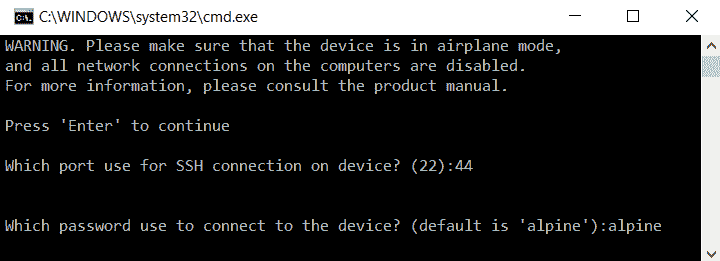 C:\WINDOWS\system32\cmd.exe
WARNING. Please make sure that the device is in airplane mode,
and all network connections on the computers are disabled.
For more information, please consult the product manual.
Press 'Enter' to continue
Which port use for SSH connection on device? (22):44
Which password use to connect to the device? (default is 'alpine'):alpine